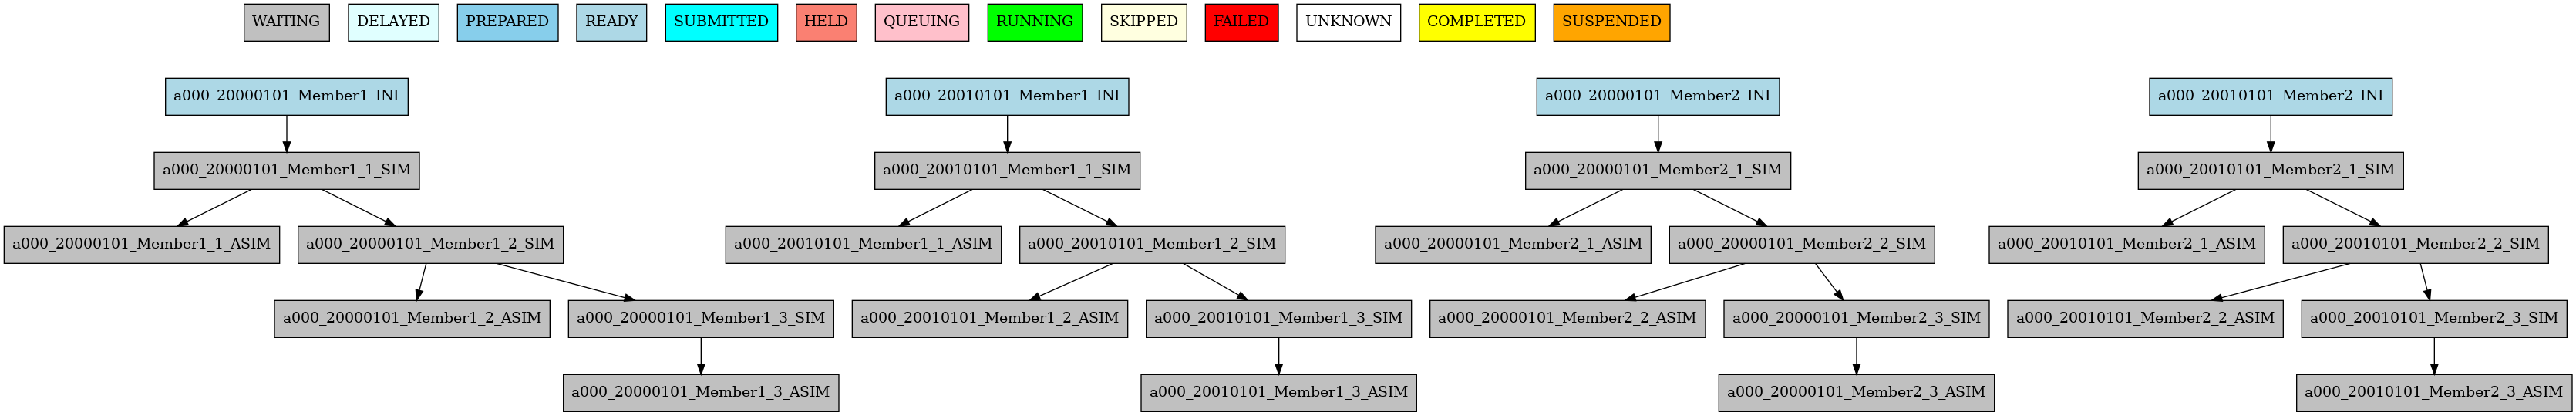 WAITING DELAYED PREPARED READY SUBMITTED HELD QUEUING RUNNING SKIPPED FAILED UNKNOWN COMPLETED SUSPENDED
a000_20000101_Member1_INI a000_20010101_Member1_INI a000_20000101_Member2_INI a000_20010101_Member2_INI
a000_20000101_Member1_1_SIM a000_20010101_Member1_1_SIM a000_20000101_Member2_1_SIM a000_20010101_Member2_1_SIM
a000_20000101_Member1_1_ASIM a000_20000101_Member1_2_SIM a000_20010101_Member1_1_ASIM a000_20010101_Member1_2_SIM a000_20000101_Member2_1_ASIM a000_20000101_Member2_2_SIM a000_20010101_Member2_1_ASIM a000_20010101_Member2_2_SIM
a000_20000101_Member1_2_ASIM a000_20000101_Member1_3_SIM a000_20010101_Member1_2_ASIM a000_20010101_Member1_3_SIM a000_20000101_Member2_2_ASIM a000_20000101_Member2_3_SIM a000_20010101_Member2_2_ASIM a000_20010101_Member2_3_SIM
a000_20000101_Member1_3_ASIM a000_20010101_Member1_3_ASIM a000_20000101_Member2_3_ASIM a000_20010101_Member2_3_ASIM